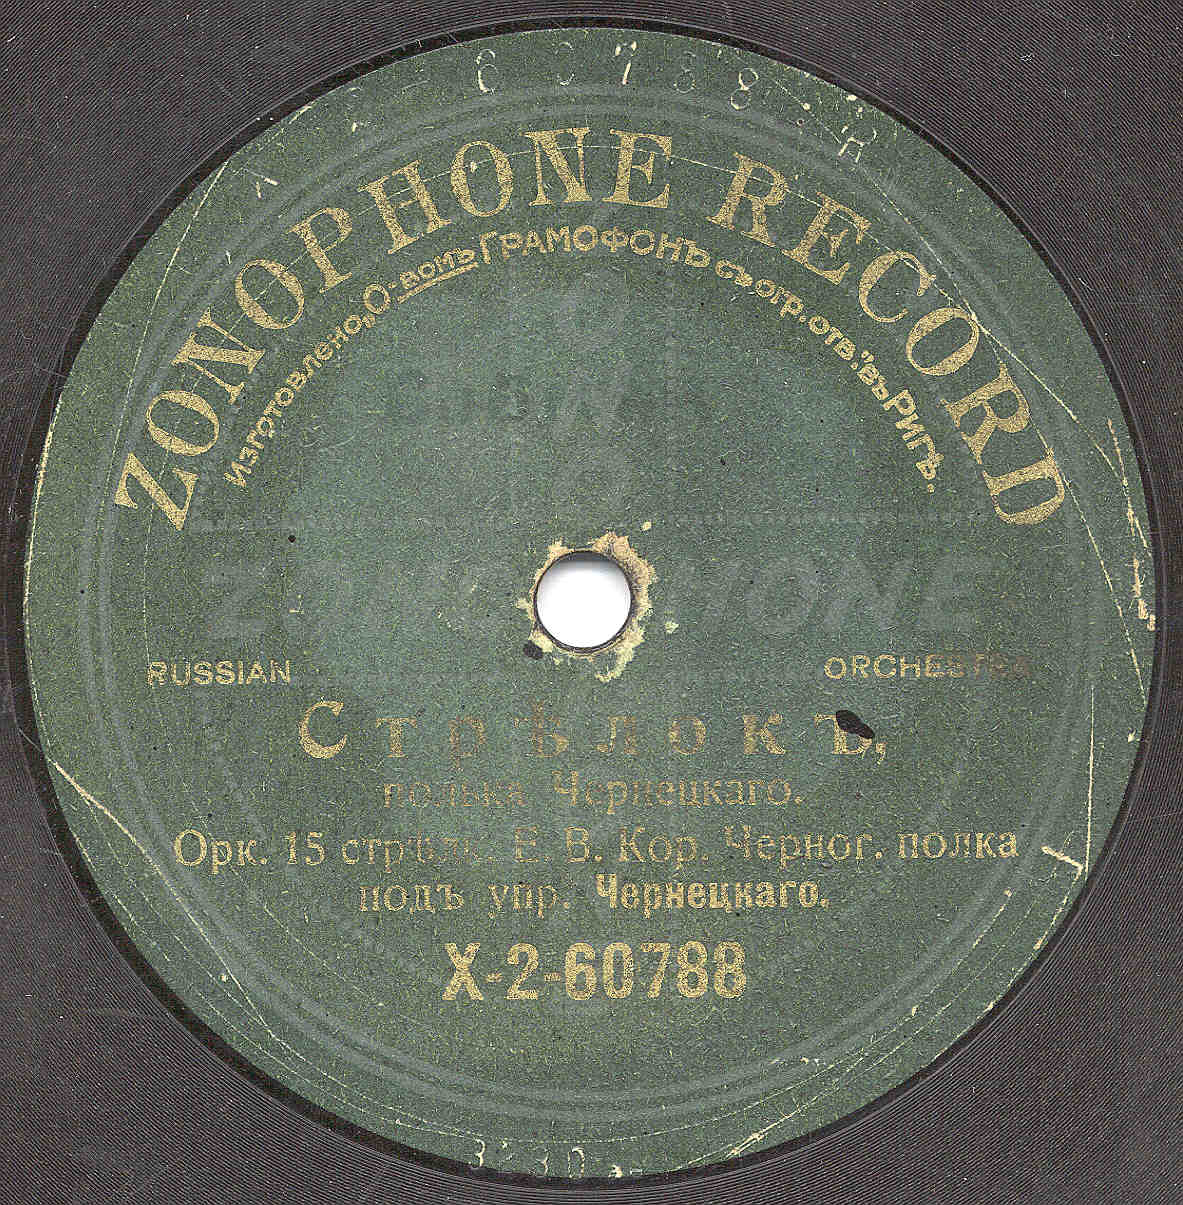 ZONOPHONE RECORD
Изготовлено „О-вомъ ГРАМОФОНЪ съ огр. отв." въ Ригѣ.
RUSSIAN ORCHESTRA
Стрѣлокъ,
полька Чернецкаго.
Орк. 15 стрѣлк. Е. В. Кор. Черног. полка
подъ упр. Чернецкаго.
X-2-60788